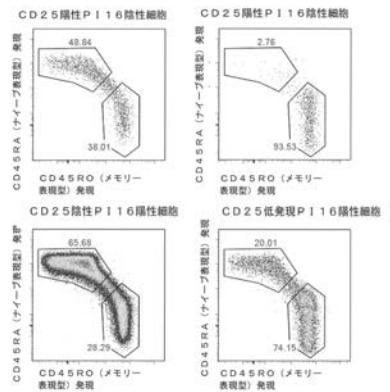 CD25陽性PI16陰性細胞
48.84
38.01
CD45RA(ナイーブ表現型)発現
CD45RO(メモリー
表現型)発現
CD25陽性PI16陽性細胞
2.76
93.53
CD45RA(ナイーブ表現型)発現
CD45RO(メモリー
表現型)発現
CD25陰性PI16陽性細胞
65.68
28.29
CD45RA(ナイーブ表現型)発現
CD45RO(メモリー
表現型)発現
CD25低発現PI16陽性細胞
20.01
74.15
CD45RA(ナイーブ表現型)発現
CD45RO(メモリー
表現型)発現